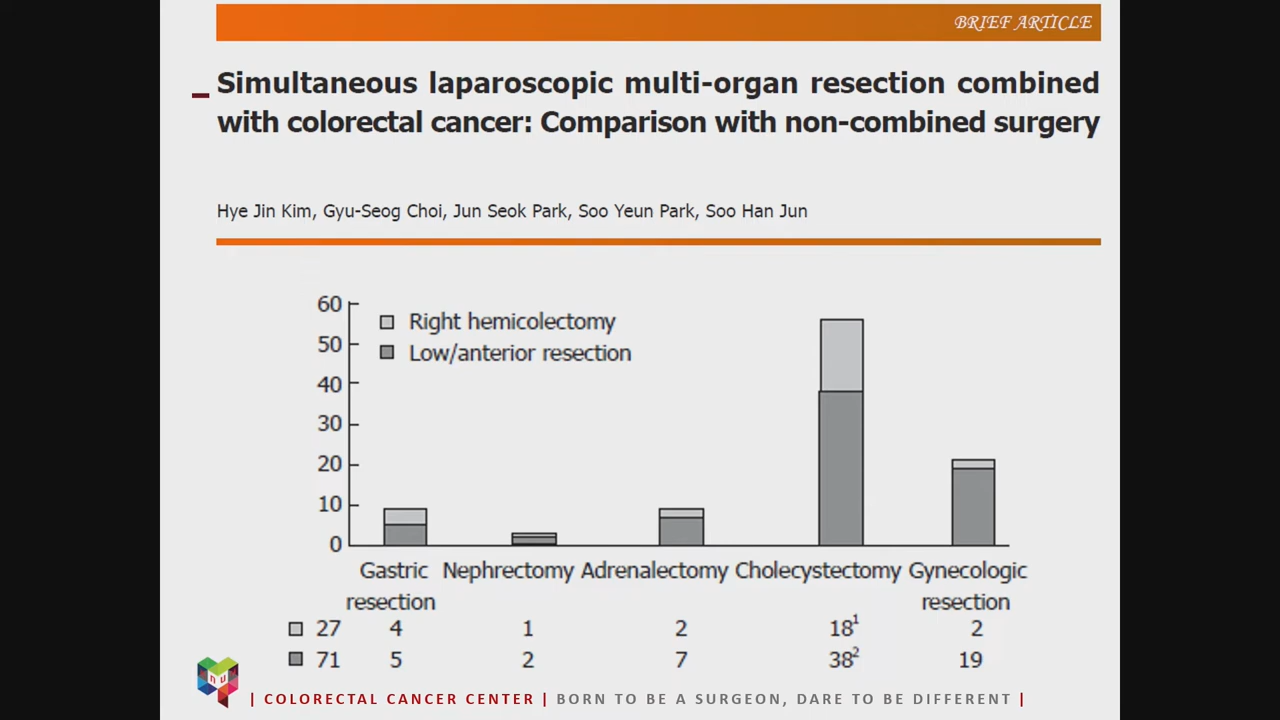 BRIEF ARTICLE
Simultaneous laparoscopic multi-organ resection combined
with colorectal cancer: Comparison with non-combined surgery
Hye Jin Kim, Gyu-Seog Choi, Jun Seok Park, Soo Yeun Park, Soo Han Jun
60
50
40
30
20
10
0
Right hemicolectomy
Low/anterior resection
Gastric resection
Nephrectomy
Adrenalectomy
Cholecystectomy
Gynecologic resection
27 4 1 2 18¹ 2
71 5 2 7 38² 19
| COLORECTAL CANCER CENTER | BORN TO BE A SURGEON, DARE TO BE DIFFERENT |